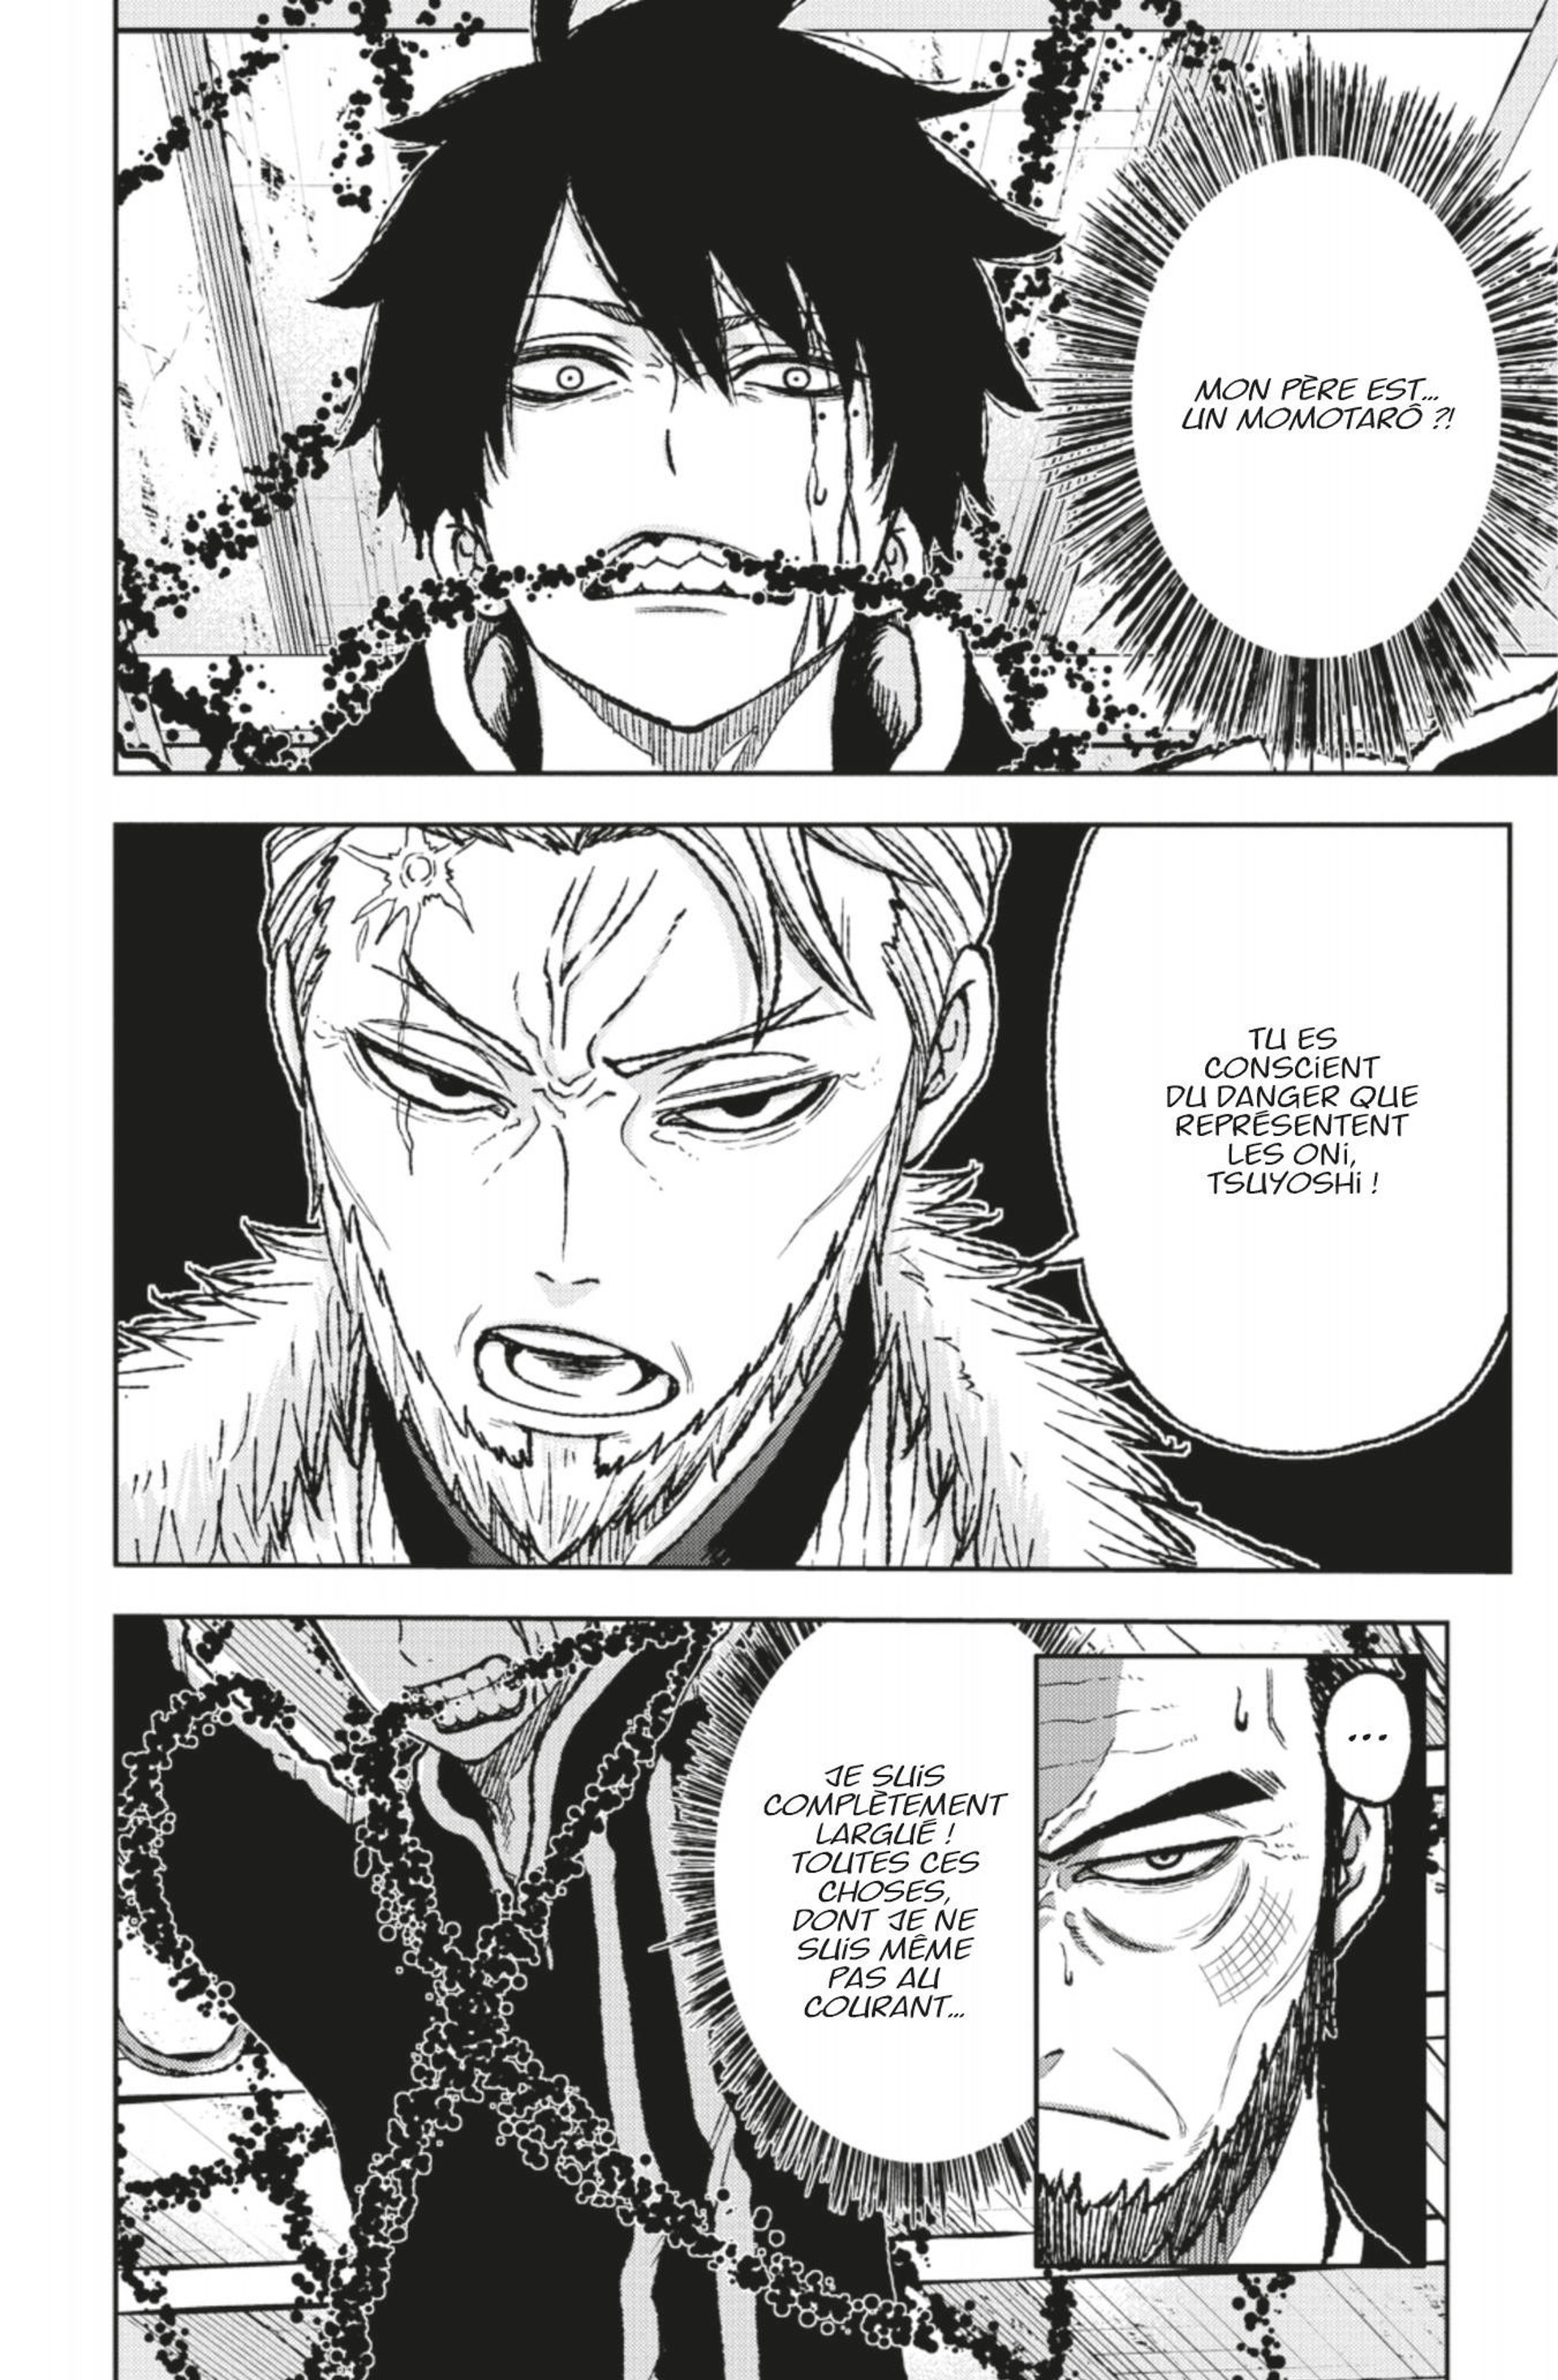 MON PÈRE EST...
UN MOMOTARÔ ?!
TU ES
CONSCIENT
DU DANGER QUE
REPRÉSENTENT
LES ONI,
TSUYOSHI !
...
JE SUIS
COMPLÈTEMENT
LARGUÉ !
TOUTES CES
CHOSES,
DONT JE NE
SUIS MÊME
PAS AU
COURANT...